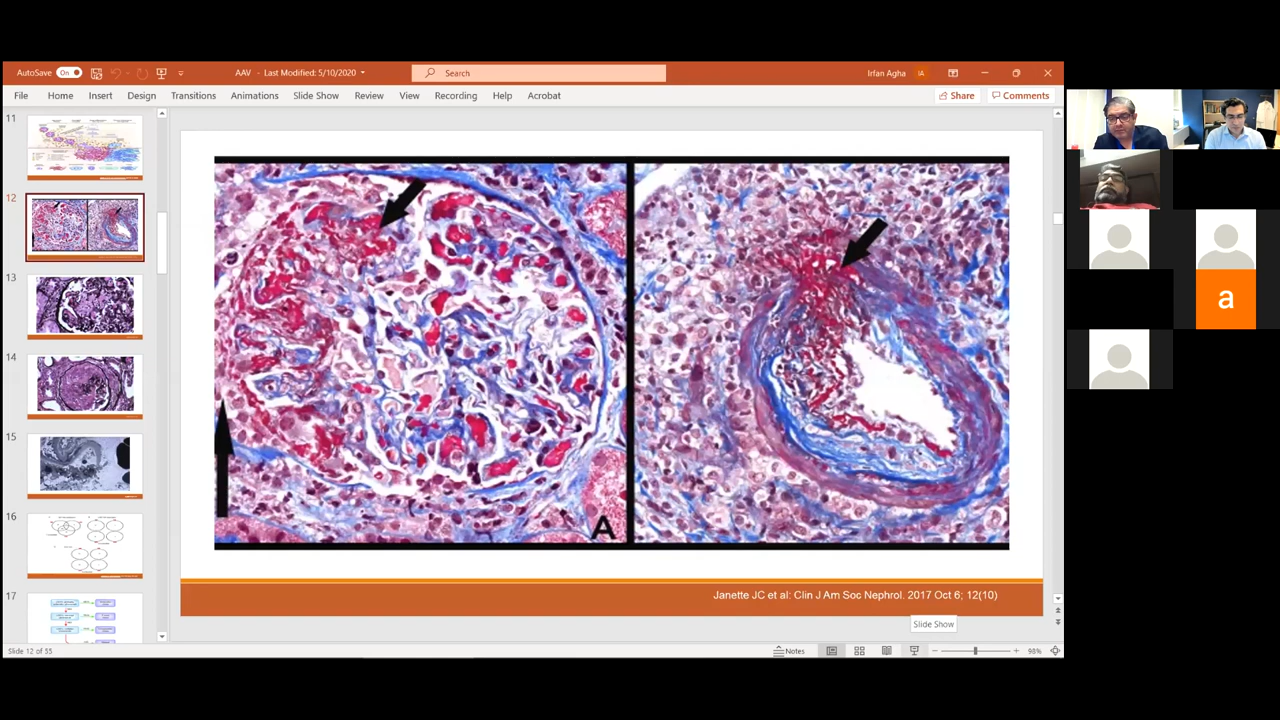 AutoSave On
AAV - Last Modified: 5/10/2020
Search
Irfan Agha IA
File Home Insert Design Transitions Animations Slide Show Review View Recording Help Acrobat
Share Comments
11
12
13
14
15
16
17
A
a
Janette JC et al: Clin J Am Soc Nephrol. 2017 Oct 6; 12(10)
Slide Show
Slide 12 of 55
Notes
98%